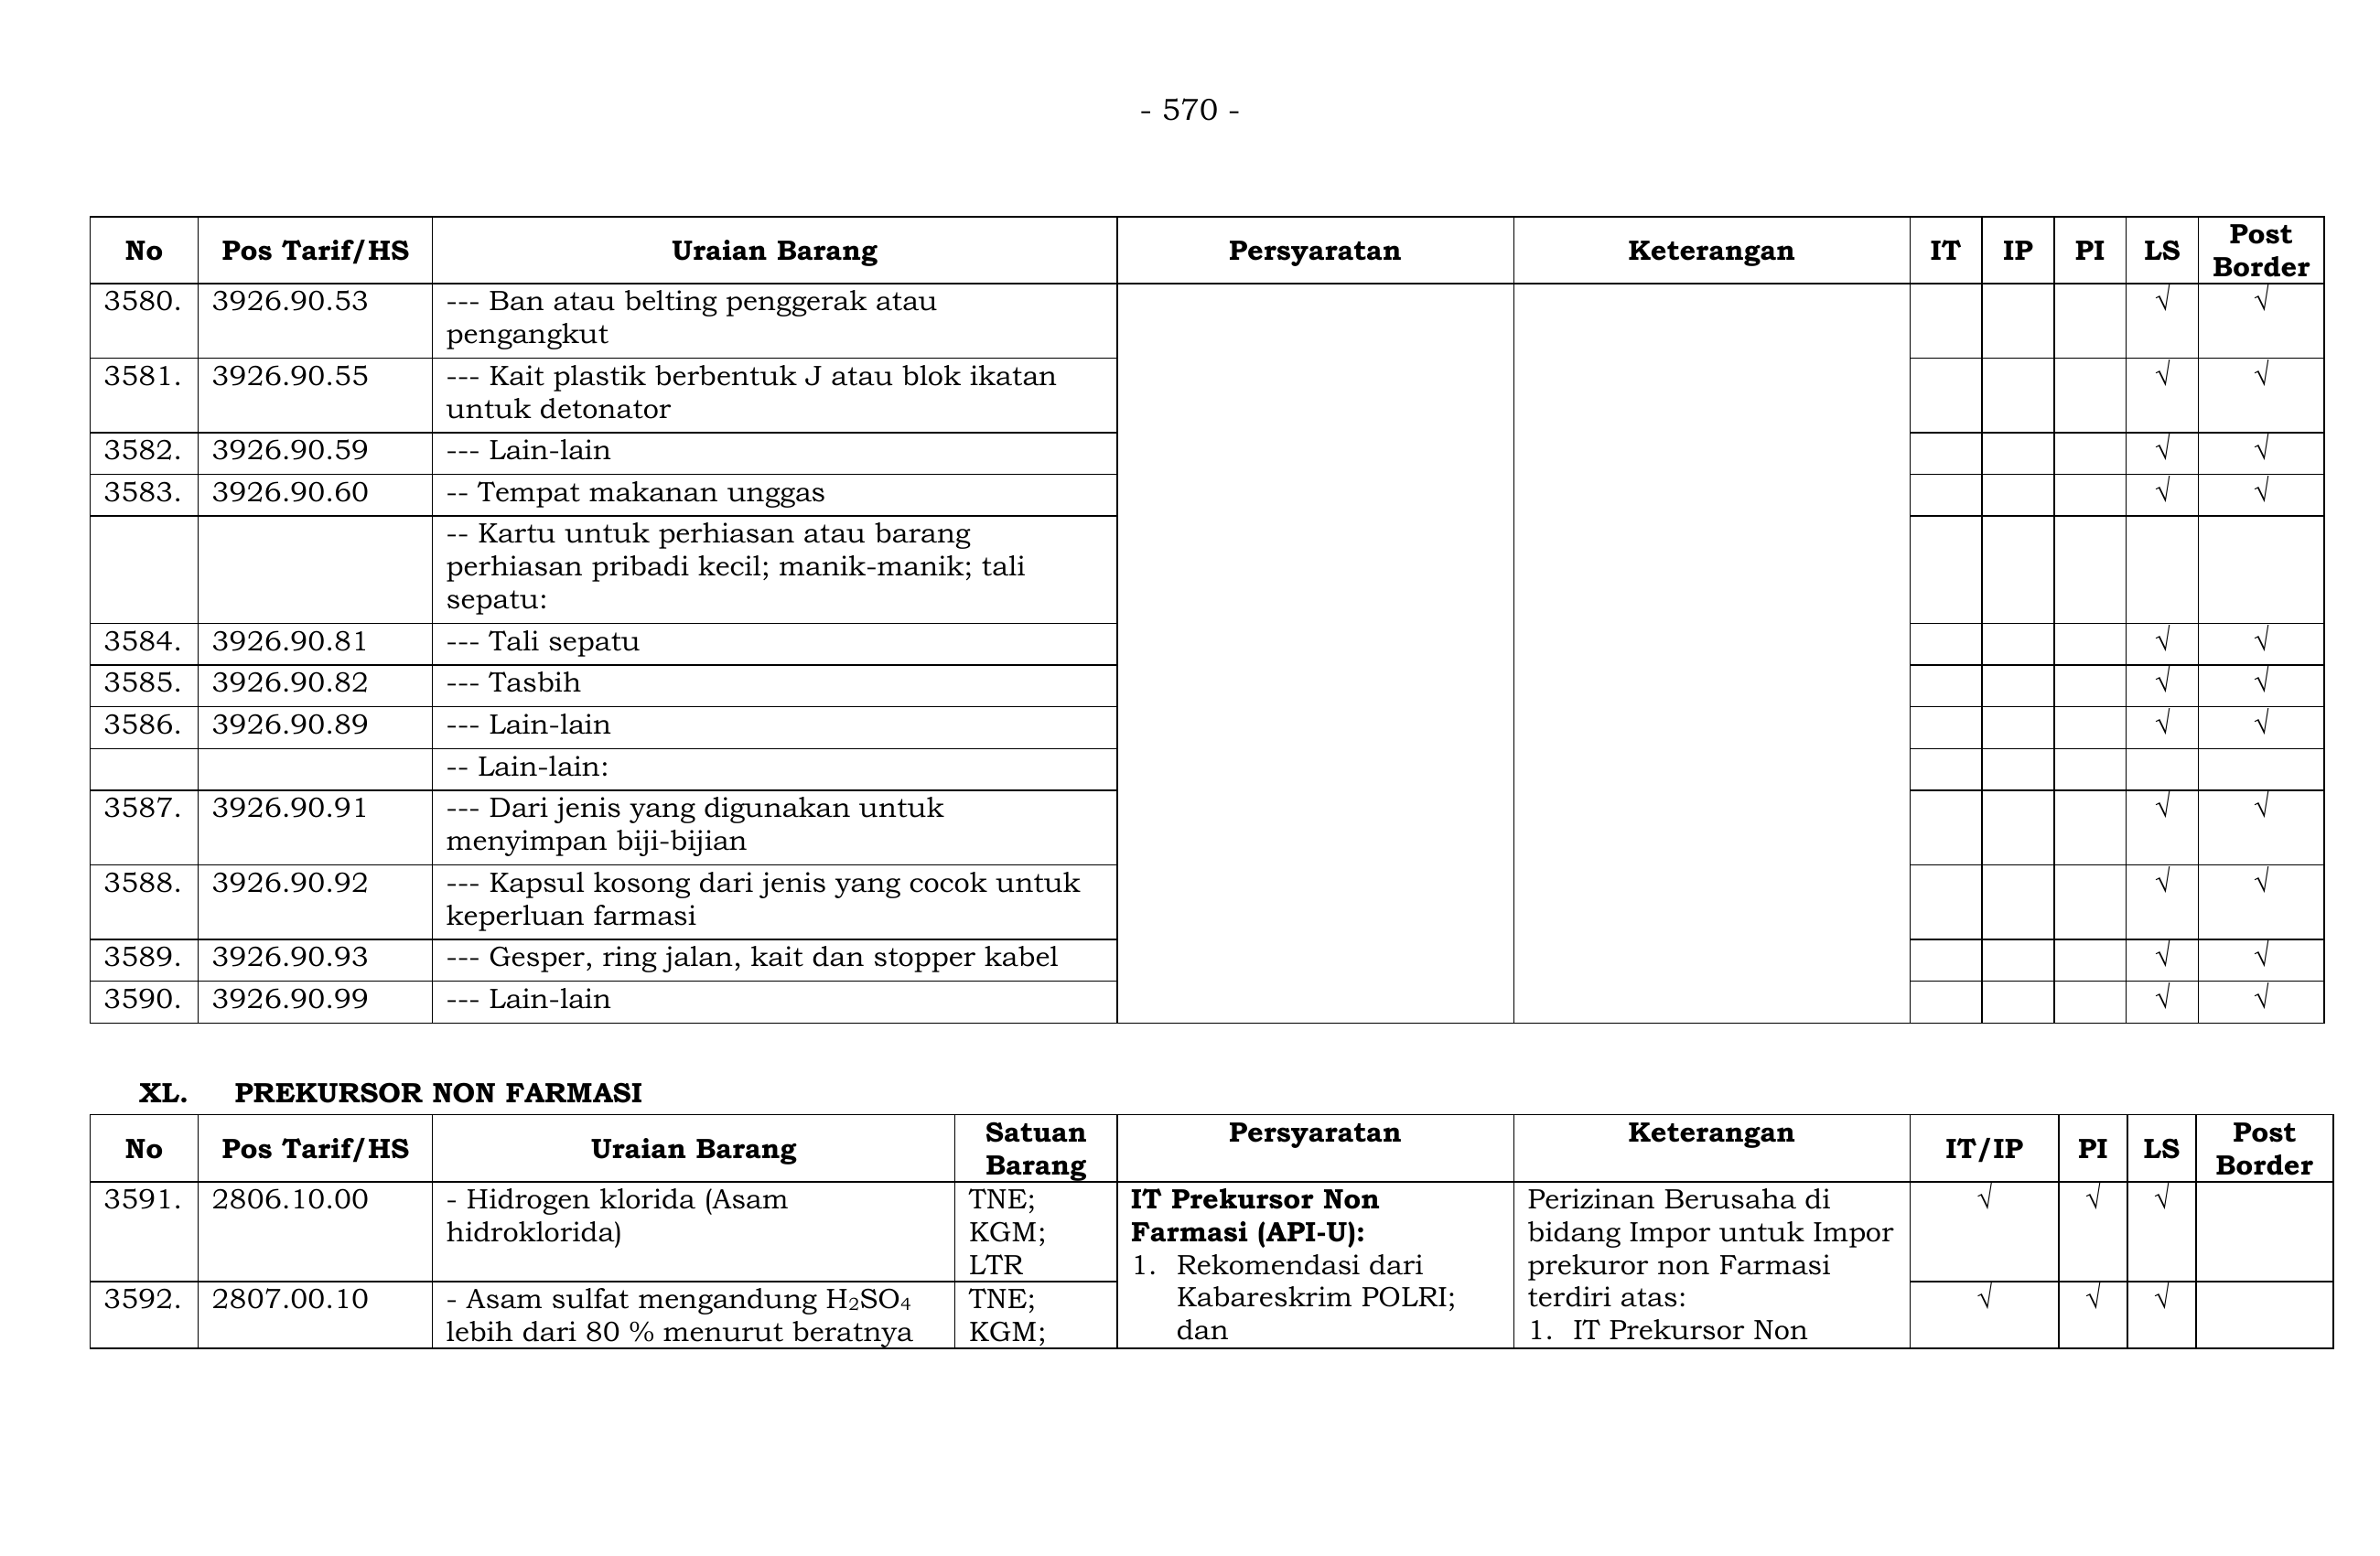 - 570 -
No Pos Tarif/HS Uraian Barang Persyaratan Keterangan IT IP PI LS Post Border
3580. 3926.90.53 --- Ban atau belting penggerak atau √ √
pengangkut
3581. 3926.90.55 --- Kait plastik berbentuk J atau blok ikatan √ √
untuk detonator
3582. 3926.90.59 --- Lain-lain √ √
3583. 3926.90.60 -- Tempat makanan unggas √ √
-- Kartu untuk perhiasan atau barang
perhiasan pribadi kecil; manik-manik; tali
sepatu:
3584. 3926.90.81 --- Tali sepatu √ √
3585. 3926.90.82 --- Tasbih √ √
3586. 3926.90.89 --- Lain-lain √ √
-- Lain-lain:
3587. 3926.90.91 --- Dari jenis yang digunakan untuk √ √
menyimpan biji-bijian
3588. 3926.90.92 --- Kapsul kosong dari jenis yang cocok untuk √ √
keperluan farmasi
3589. 3926.90.93 --- Gesper, ring jalan, kait dan stopper kabel √ √
3590. 3926.90.99 --- Lain-lain √ √
XL. PREKURSOR NON FARMASI
No Pos Tarif/HS Uraian Barang Satuan Barang Persyaratan Keterangan IT/IP PI LS Post Border
3591. 2806.10.00 - Hidrogen klorida (Asam TNE; IT Prekursor Non Perizinan Berusaha di √ √ √
hidroklorida) KGM; Farmasi (API-U): bidang Impor untuk Impor
LTR 1. Rekomendasi dari prekuror non Farmasi
3592. 2807.00.10 - Asam sulfat mengandung H₂SO₄ TNE; Kabareskrim POLRI; terdiri atas: √ √ √
lebih dari 80 % menurut beratnya KGM; dan 1. IT Prekursor Non